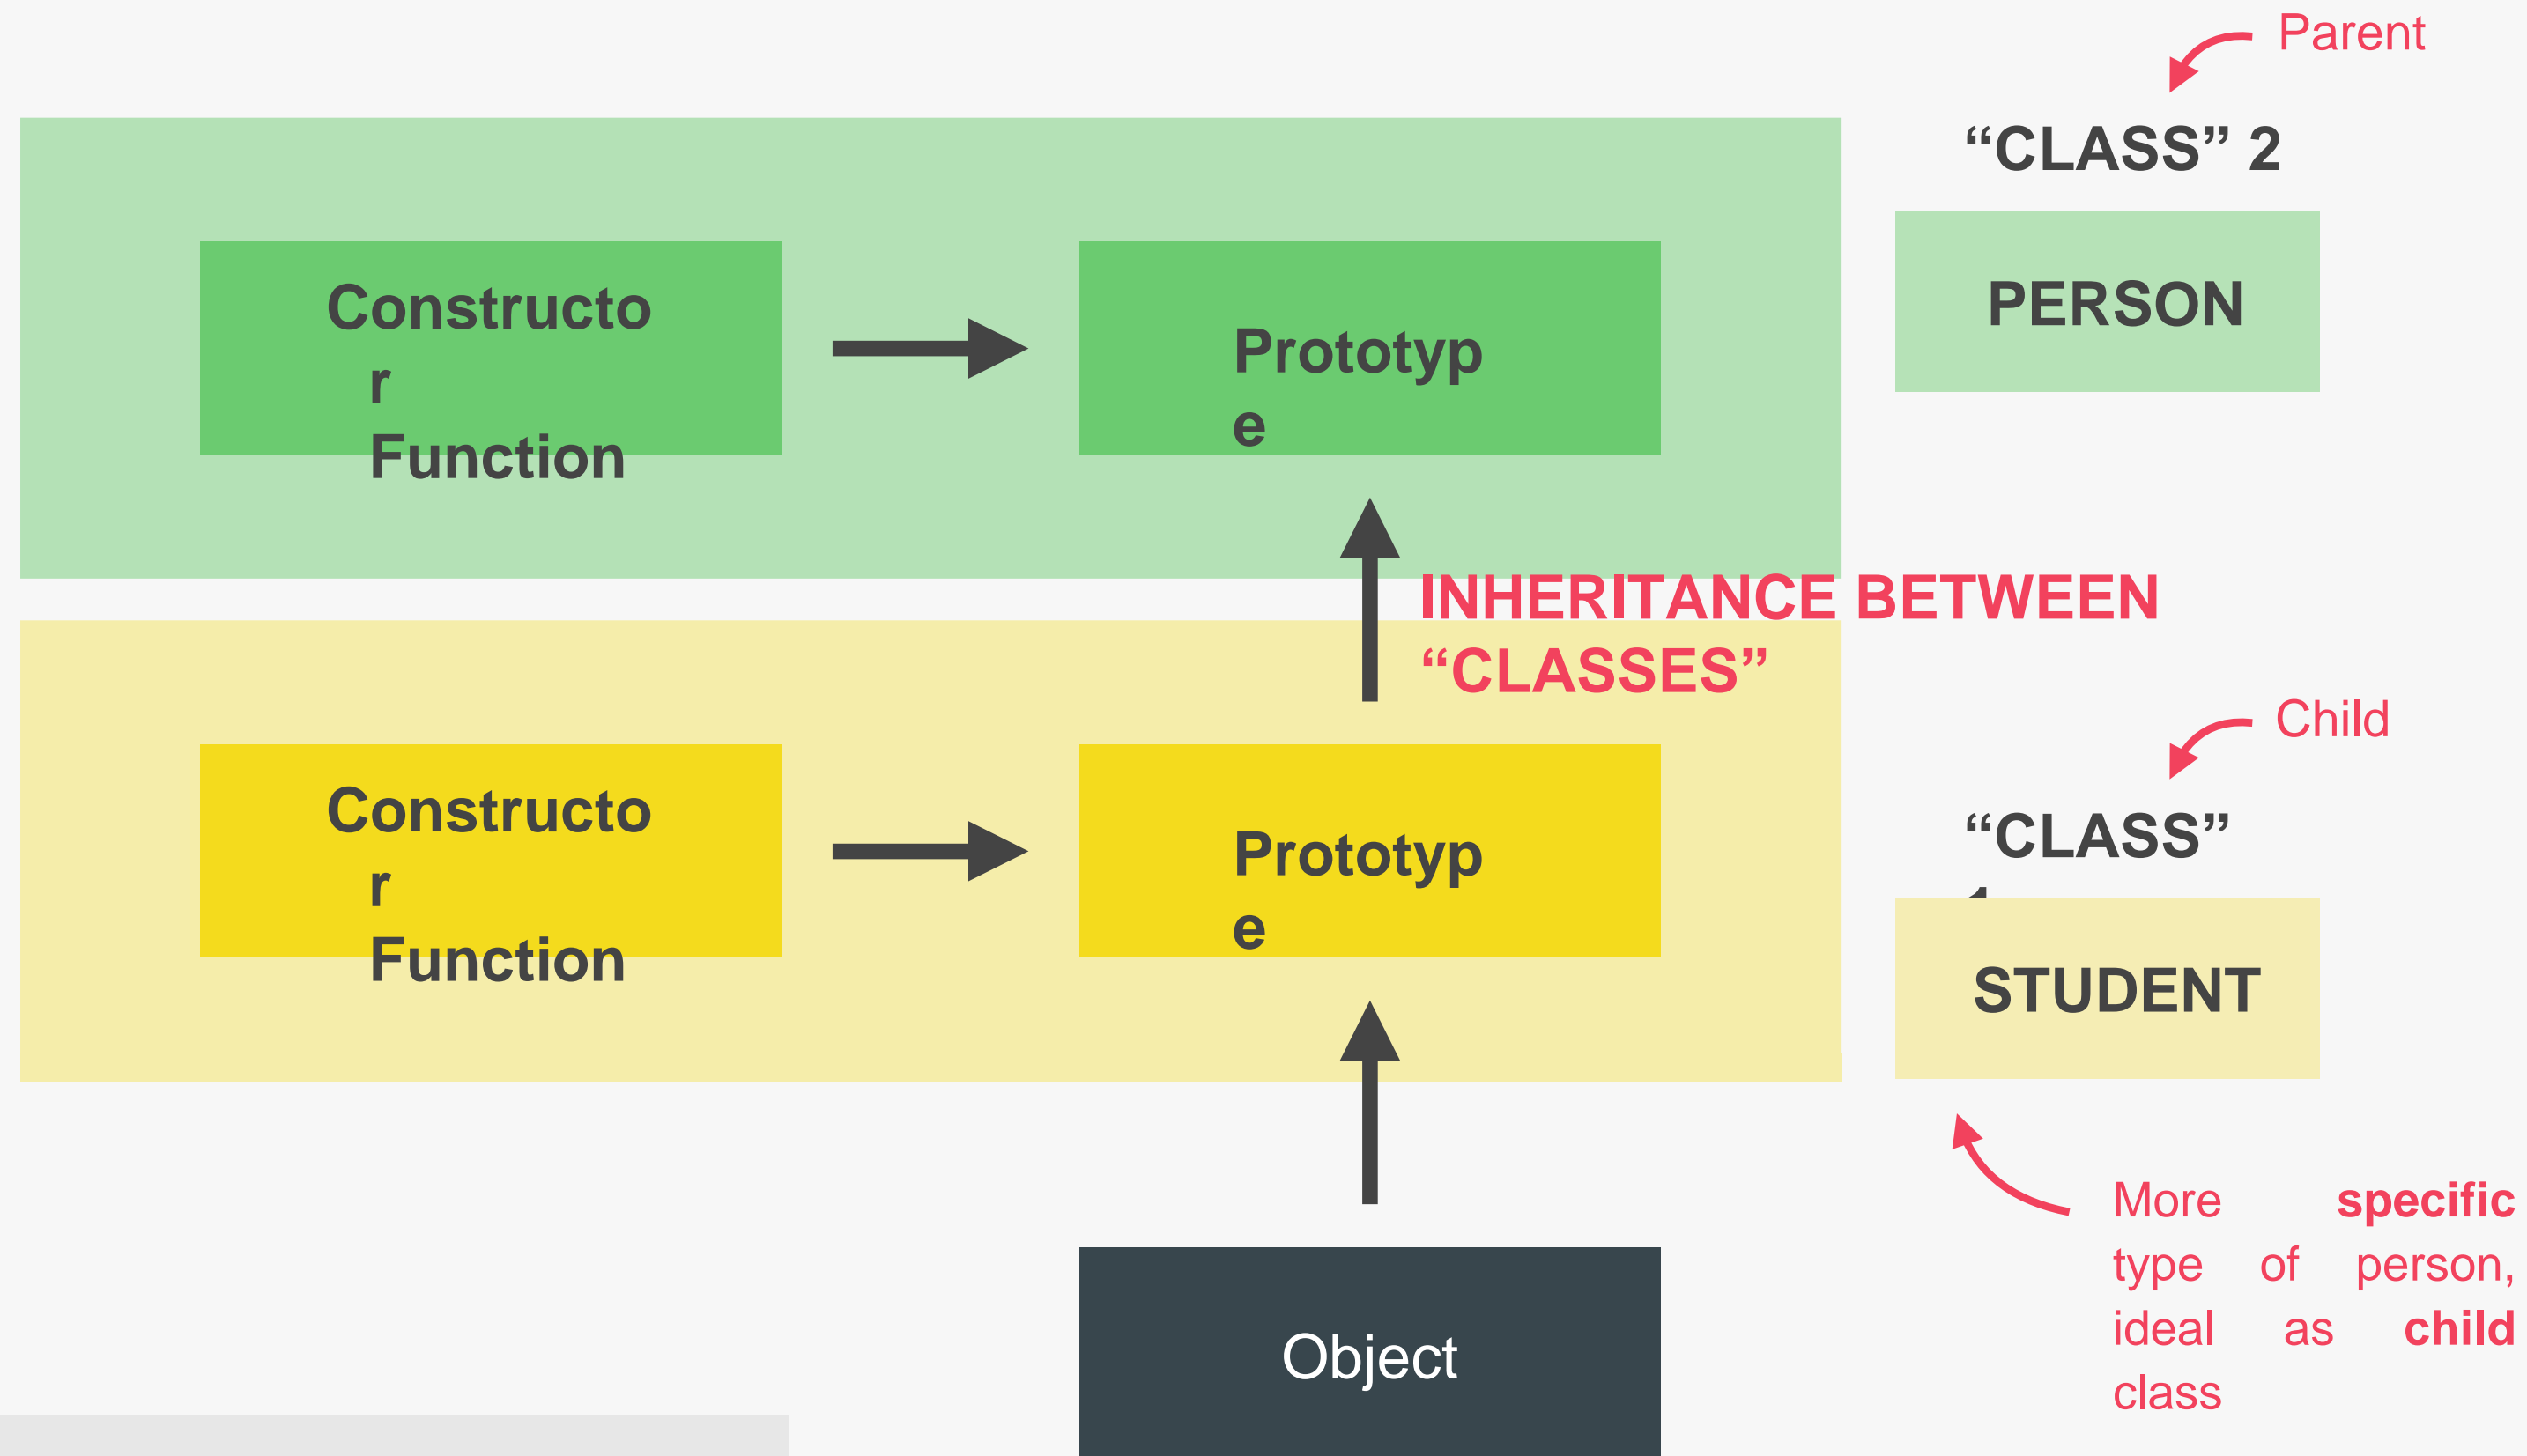 Parent
“CLASS” 2
PERSON
Constructo
r
Function
Prototyp
e
INHERITANCE BETWEEN
“CLASSES”
Child
“CLASS”
STUDENT
Constructo
r
Function
Prototyp
e
More specific
type of person,
ideal as child
class
Object